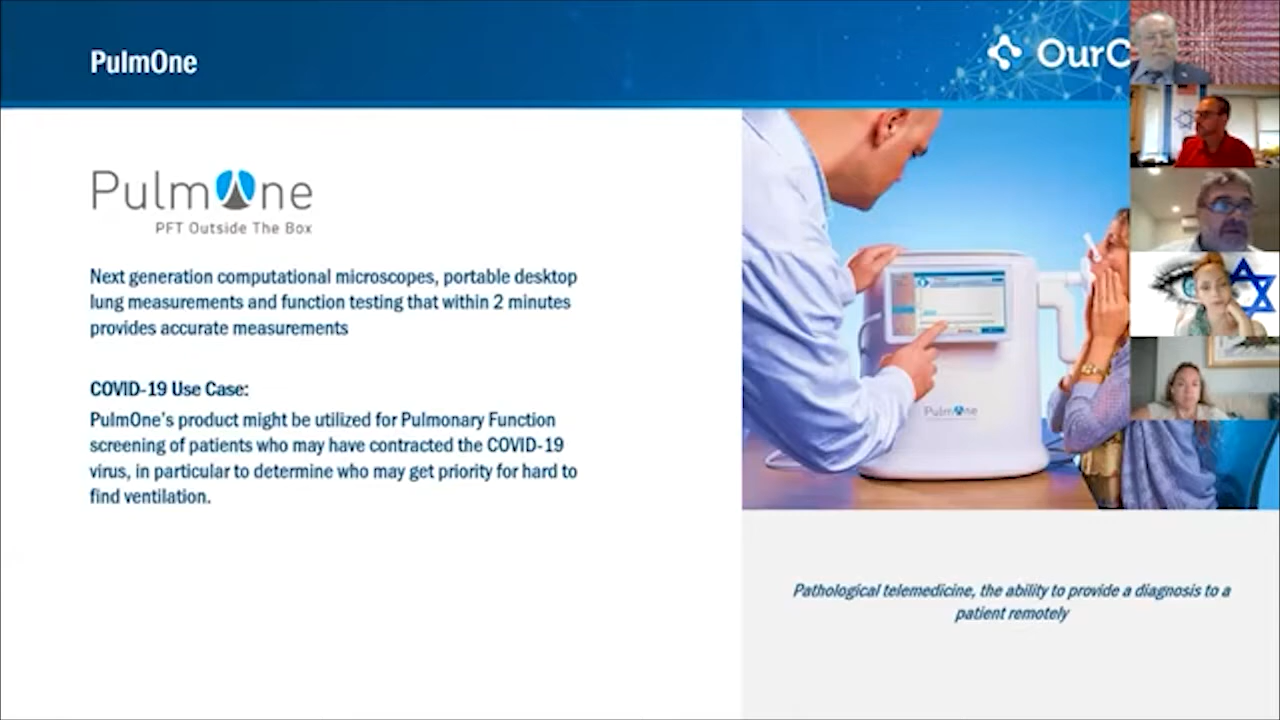 PulmOne
OurC
PulmOne
PFT Outside The Box
Next generation computational microscopes, portable desktop
lung measurements and function testing that within 2 minutes
provides accurate measurements
COVID-19 Use Case:
PulmOne's product might be utilized for Pulmonary Function
screening of patients who may have contracted the COVID-19
virus, in particular to determine who may get priority for hard to
find ventilation.
PulmOne
Pathological telemedicine, the ability to provide a diagnosis to a
patient remotely